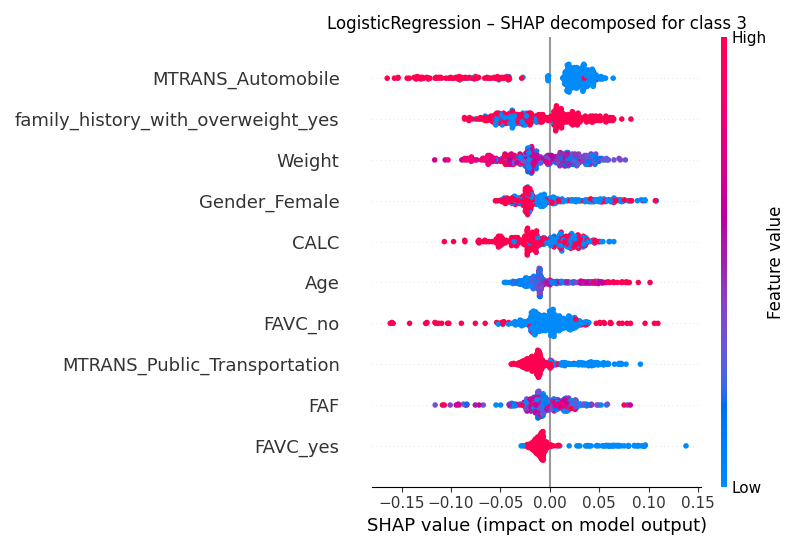 LogisticRegression – SHAP decomposed for class 3
High
MTRANS_Automobile
family_history_with_overweight_yes
Weight
Gender_Female
CALC
Age
FAVC_no
MTRANS_Public_Transportation
FAF
FAVC_yes
Feature value
Low
−0.15 −0.10 −0.05 0.00 0.05 0.10 0.15
SHAP value (impact on model output)